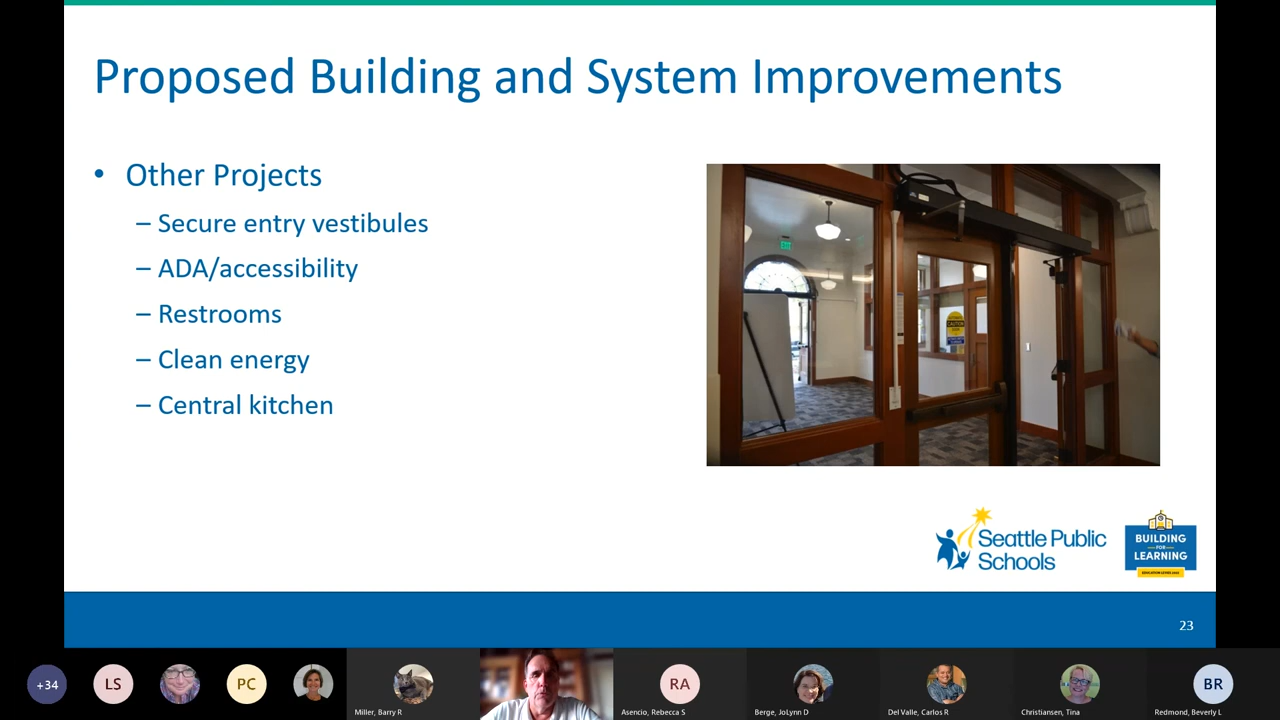 Proposed Building and System Improvements
• Other Projects
– Secure entry vestibules
– ADA/accessibility
– Restrooms
– Clean energy
– Central kitchen
CAUTION
Seattle Public
Schools
BUILDING
FOR
LEARNING
23
+34
LS
PC
RA
BR
Miller, Barry R
Asencio, Rebecca S
Berge, JoLynn D
Del Valle, Carlos R
Christiansen, Tina
Redmond, Beverly L